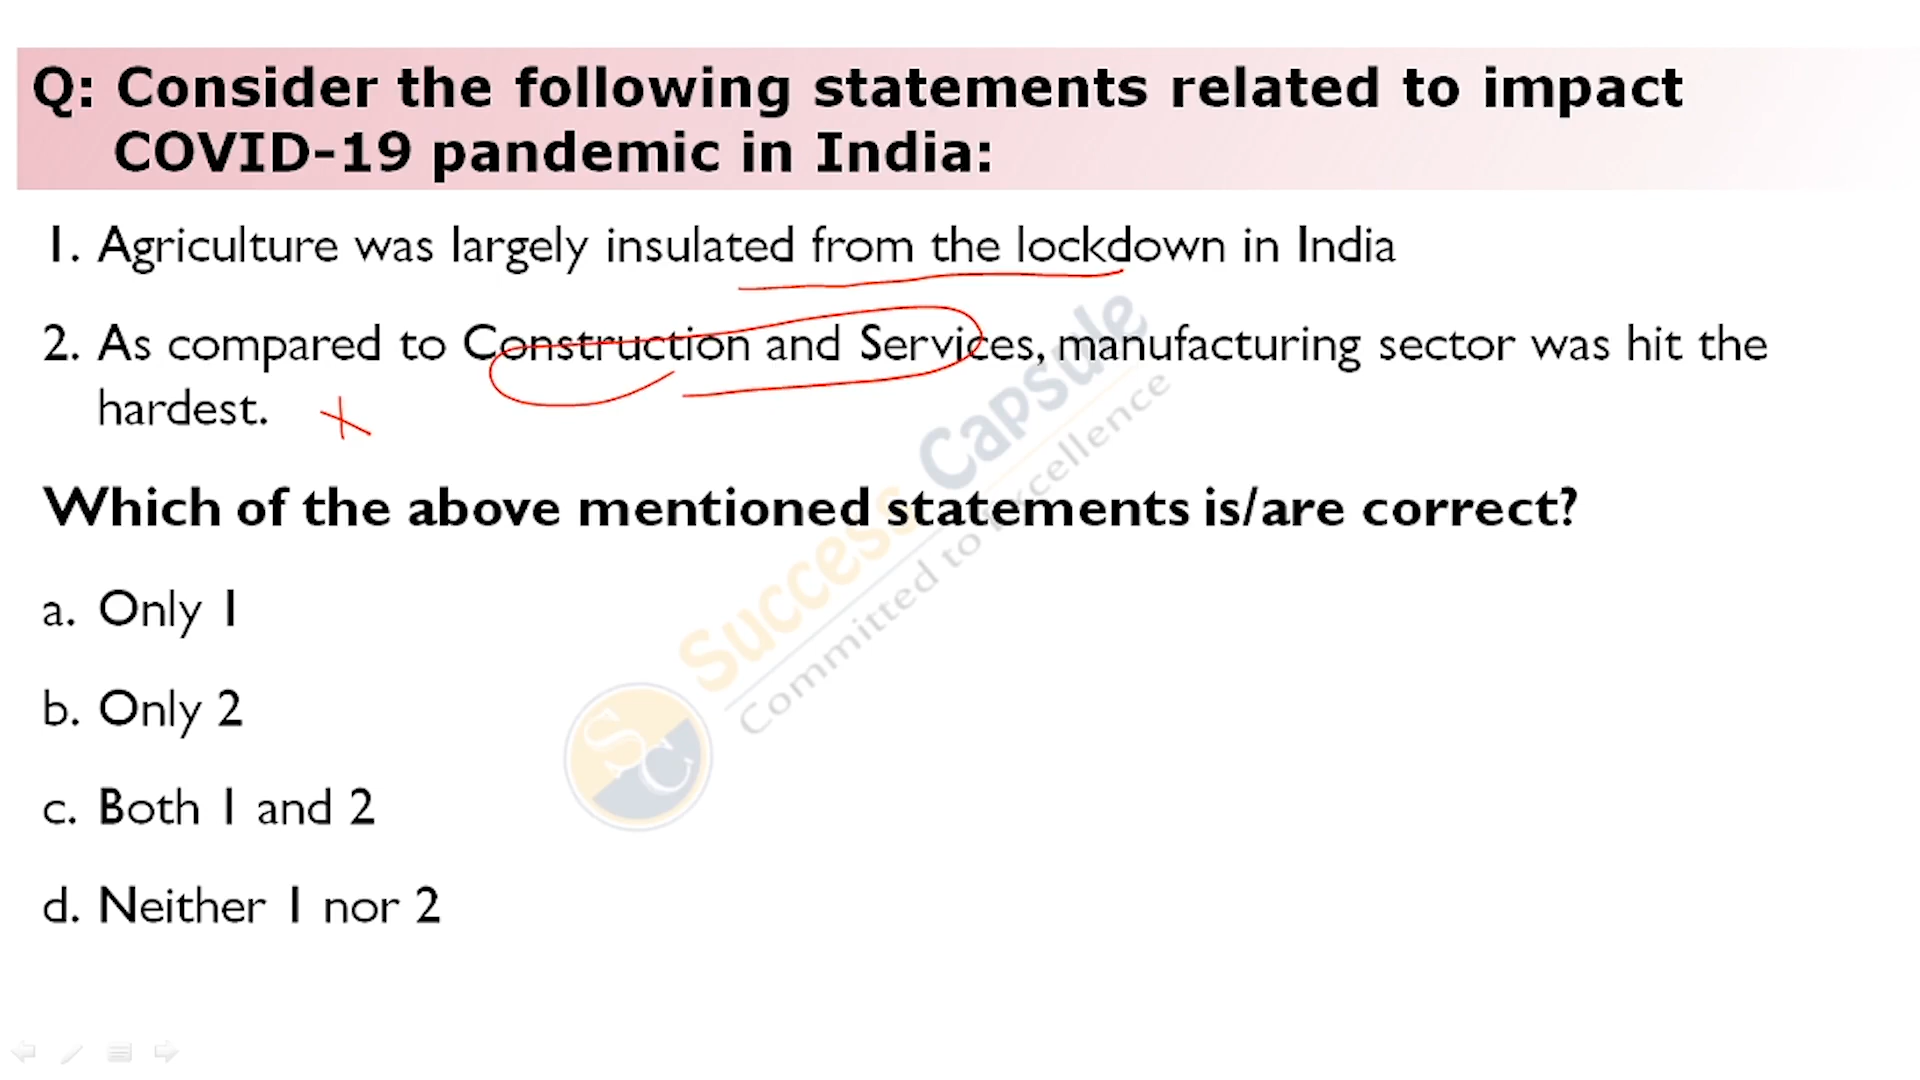 Q: Consider the following statements related to impact
COVID-19 pandemic in India:
1. Agriculture was largely insulated from the lockdown in India
2. As compared to Construction and Services, manufacturing sector was hit the
hardest.
Which of the above mentioned statements is/are correct?
a. Only 1
b. Only 2
c. Both 1 and 2
d. Neither 1 nor 2
Success Capsule
Committed to Excellence
SC